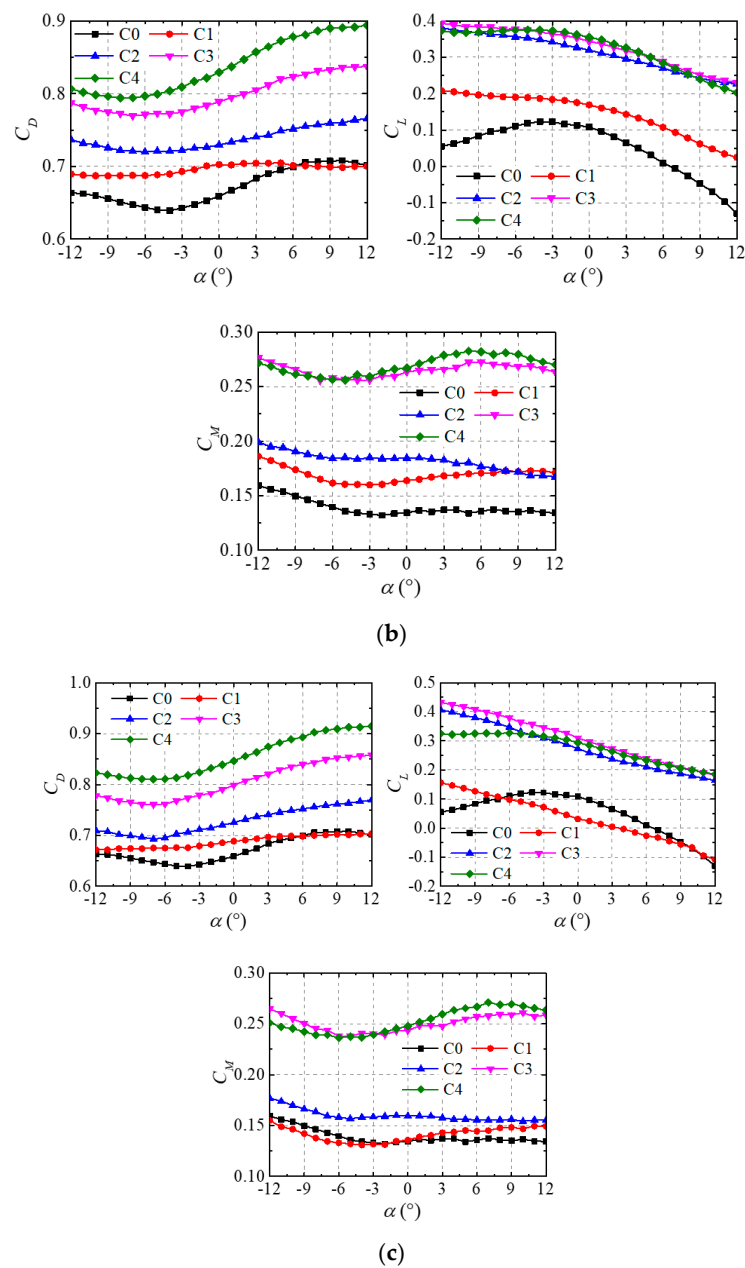 0.9
0.8
0.7
0.6
C_D
C0 C1
C2 C3
C4
-12 -9 -6 -3 0 3 6 9 12
α (°)
0.4
0.3
0.2
0.1
0.0
-0.1
-0.2
C_L
C0 C1
C2 C3
C4
-12 -9 -6 -3 0 3 6 9 12
α (°)
0.30
0.25
0.20
0.15
0.10
C_M
C0 C1
C2 C3
C4
-12 -9 -6 -3 0 3 6 9 12
α (°)
(b)
1.0
0.9
0.8
0.7
0.6
C_D
C0 C1
C2 C3
C4
-12 -9 -6 -3 0 3 6 9 12
α (°)
0.5
0.4
0.3
0.2
0.1
0.0
-0.1
-0.2
C_L
C0 C1
C2 C3
C4
-12 -9 -6 -3 0 3 6 9 12
α (°)
0.30
0.25
0.20
0.15
0.10
C_M
C0 C1
C2 C3
C4
-12 -9 -6 -3 0 3 6 9 12
α (°)
(c)